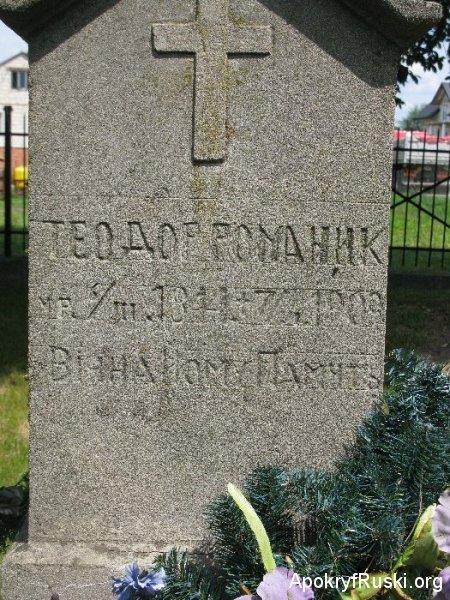 ТЕОДОР РОМАНИК
ВІЧНА ЙОМУ ПАМЯТЬ
ApokryfRuski.org